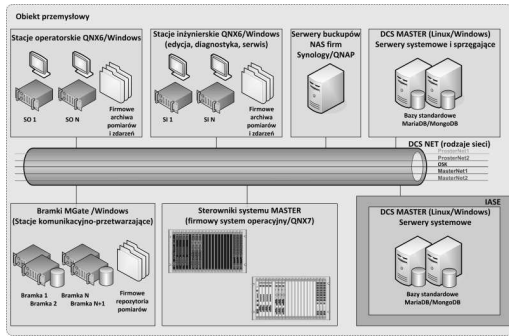 Obiekt przemysłowy
Stacje operatorskie QNX6/Windows
SO 1
SO N
Firmowe
archiwa
pomiarów
i zdarzeń
Stacje inżynierskie QNX6/Windows
(edycja, diagnostyka, serwis)
SI 1
SI N
Firmowe
archiwa
pomiarów
i zdarzeń
Serwery buckupów
NAS firm
Synology/QNAP
DCS MASTER (Linux/Windows)
Serwery systemowe i sprzęgające
Bazy standardowe
MariaDB/MongoDB
DCS NET (rodzaje sieci)
ProsterNet1
ProsterNet2
OSK
MasterNet1
MasterNet2
Bramki MGate /Windows
(Stacje komunikacyjno-przetwarzające)
Bramka 1
Bramka 2
Bramka N
Bramka N+1
Firmowe
repozytoria
pomiarów
Sterowniki systemu MASTER
(firmowy system operacyjny/QNX7)
IASE
DCS MASTER (Linux/Windows)
Serwery systemowe
Bazy standardowe
MariaDB/MongoDB